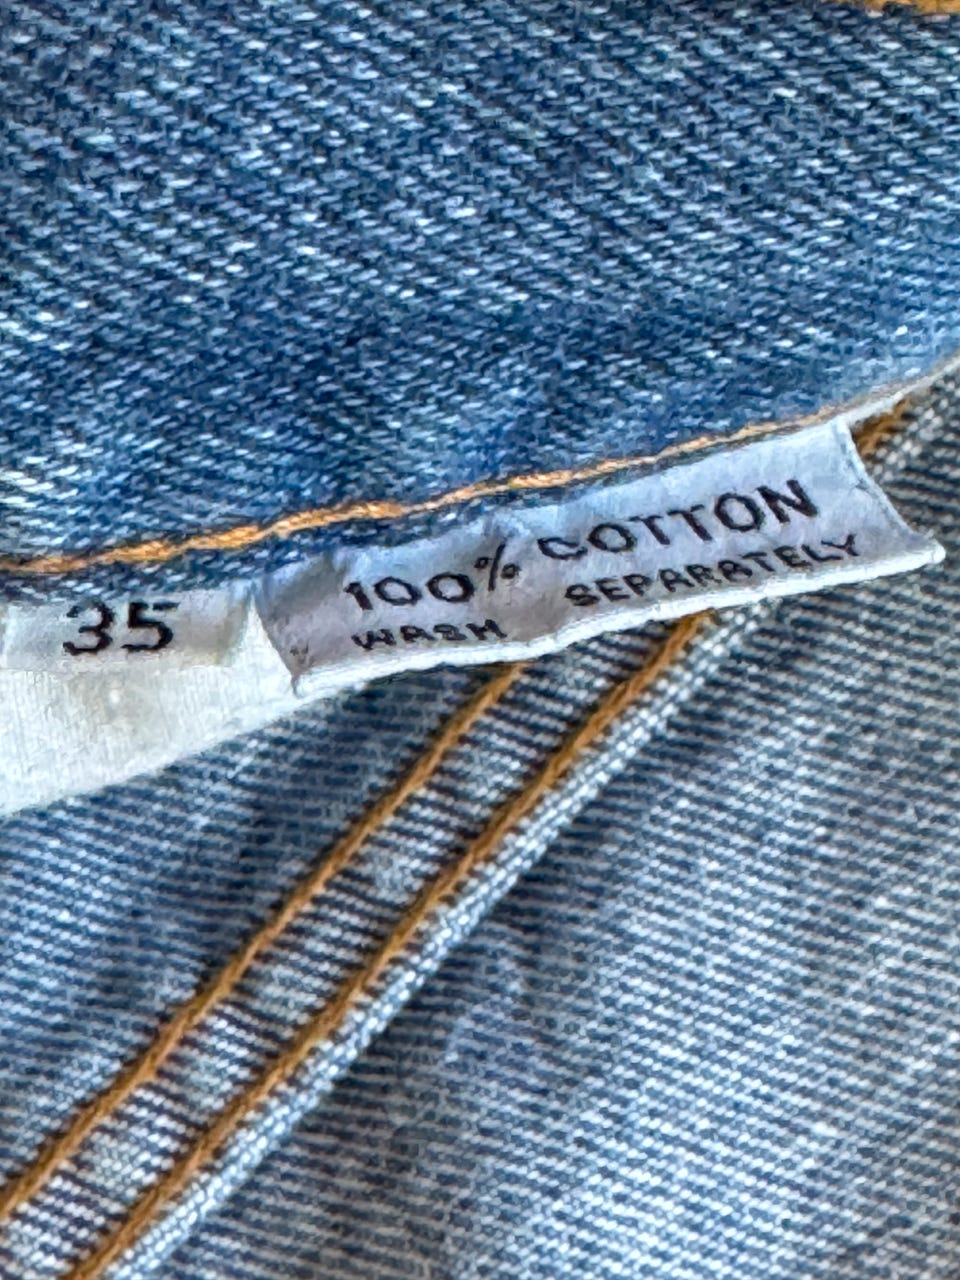 35
100% COTTON
WASH SEPARATELY